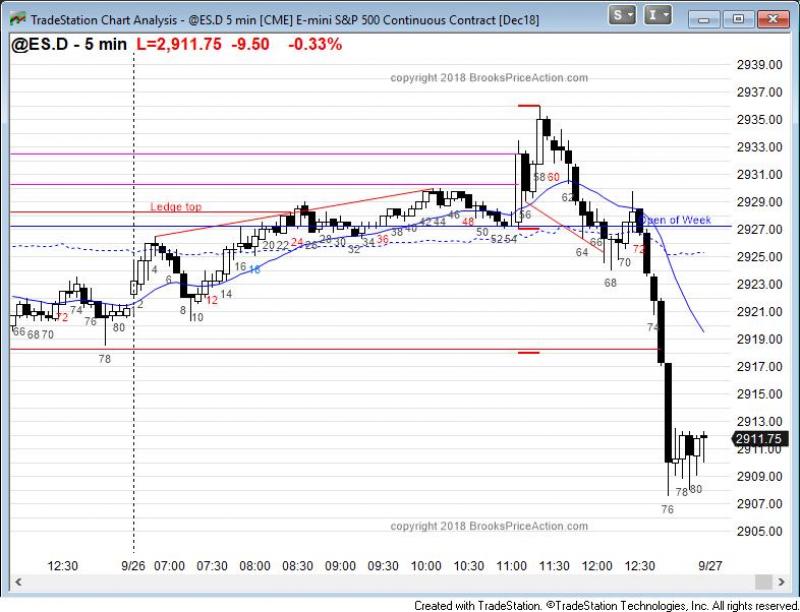 TradeStation Chart Analysis - @ES.D 5 min [CME] E-mini S&P 500 Continuous Contract [Dec18]
S
I
@ES.D - 5 min L=2,911.75 -9.50 -0.33%
copyright 2018 BrooksPriceAction.com
2939.00
2937.00
2935.00
2933.00
2931.00
2929.00
2927.00
2925.00
2923.00
2921.00
2919.00
2917.00
2915.00
2913.00
2911.75
2911.00
2909.00
2907.00
2905.00
Ledge top
Open of Week
58 60
62
56
42 44 46 48 50 52 54
20 22 24 28 30 32 34 36 38 40
64 66 68 70 72
4 6 8 10 12 14 16 18
66 68 70 72 74 76 78 80 2
74
76 78 80
copyright 2018 BrooksPriceAction.com
12:30 9/26 07:00 07:30 08:00 08:30 09:00 09:30 10:00 10:30 11:00 11:30 12:00 12:30 9/27
Created with TradeStation. ©TradeStation Technologies, Inc. All rights reserved.